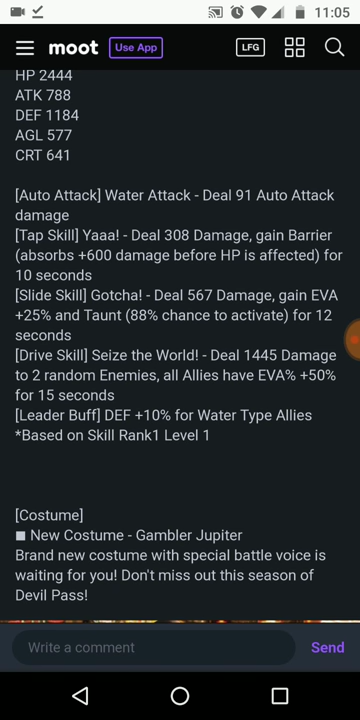 11:05
moot
Use App
LFG
HP 2444
ATK 788
DEF 1184
AGL 577
CRT 641
[Auto Attack] Water Attack - Deal 91 Auto Attack
damage
[Tap Skill] Yaaa! - Deal 308 Damage, gain Barrier
(absorbs +600 damage before HP is affected) for
10 seconds
[Slide Skill] Gotcha! - Deal 567 Damage, gain EVA
+25% and Taunt (88% chance to activate) for 12
seconds
[Drive Skill] Seize the World! - Deal 1445 Damage
to 2 random Enemies, all Allies have EVA% +50%
for 15 seconds
[Leader Buff] DEF +10% for Water Type Allies
*Based on Skill Rank1 Level 1
[Costume]
■ New Costume - Gambler Jupiter
Brand new costume with special battle voice is
waiting for you! Don't miss out this season of
Devil Pass!
Write a comment
Send